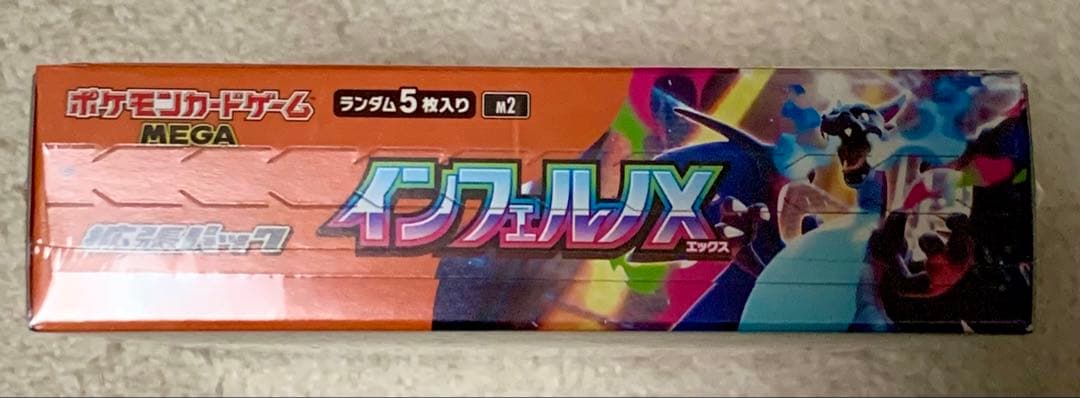 ポケモンカードゲーム
MEGA
ランダム5枚入り
M2
拡張パック
インフェルノX
エックス